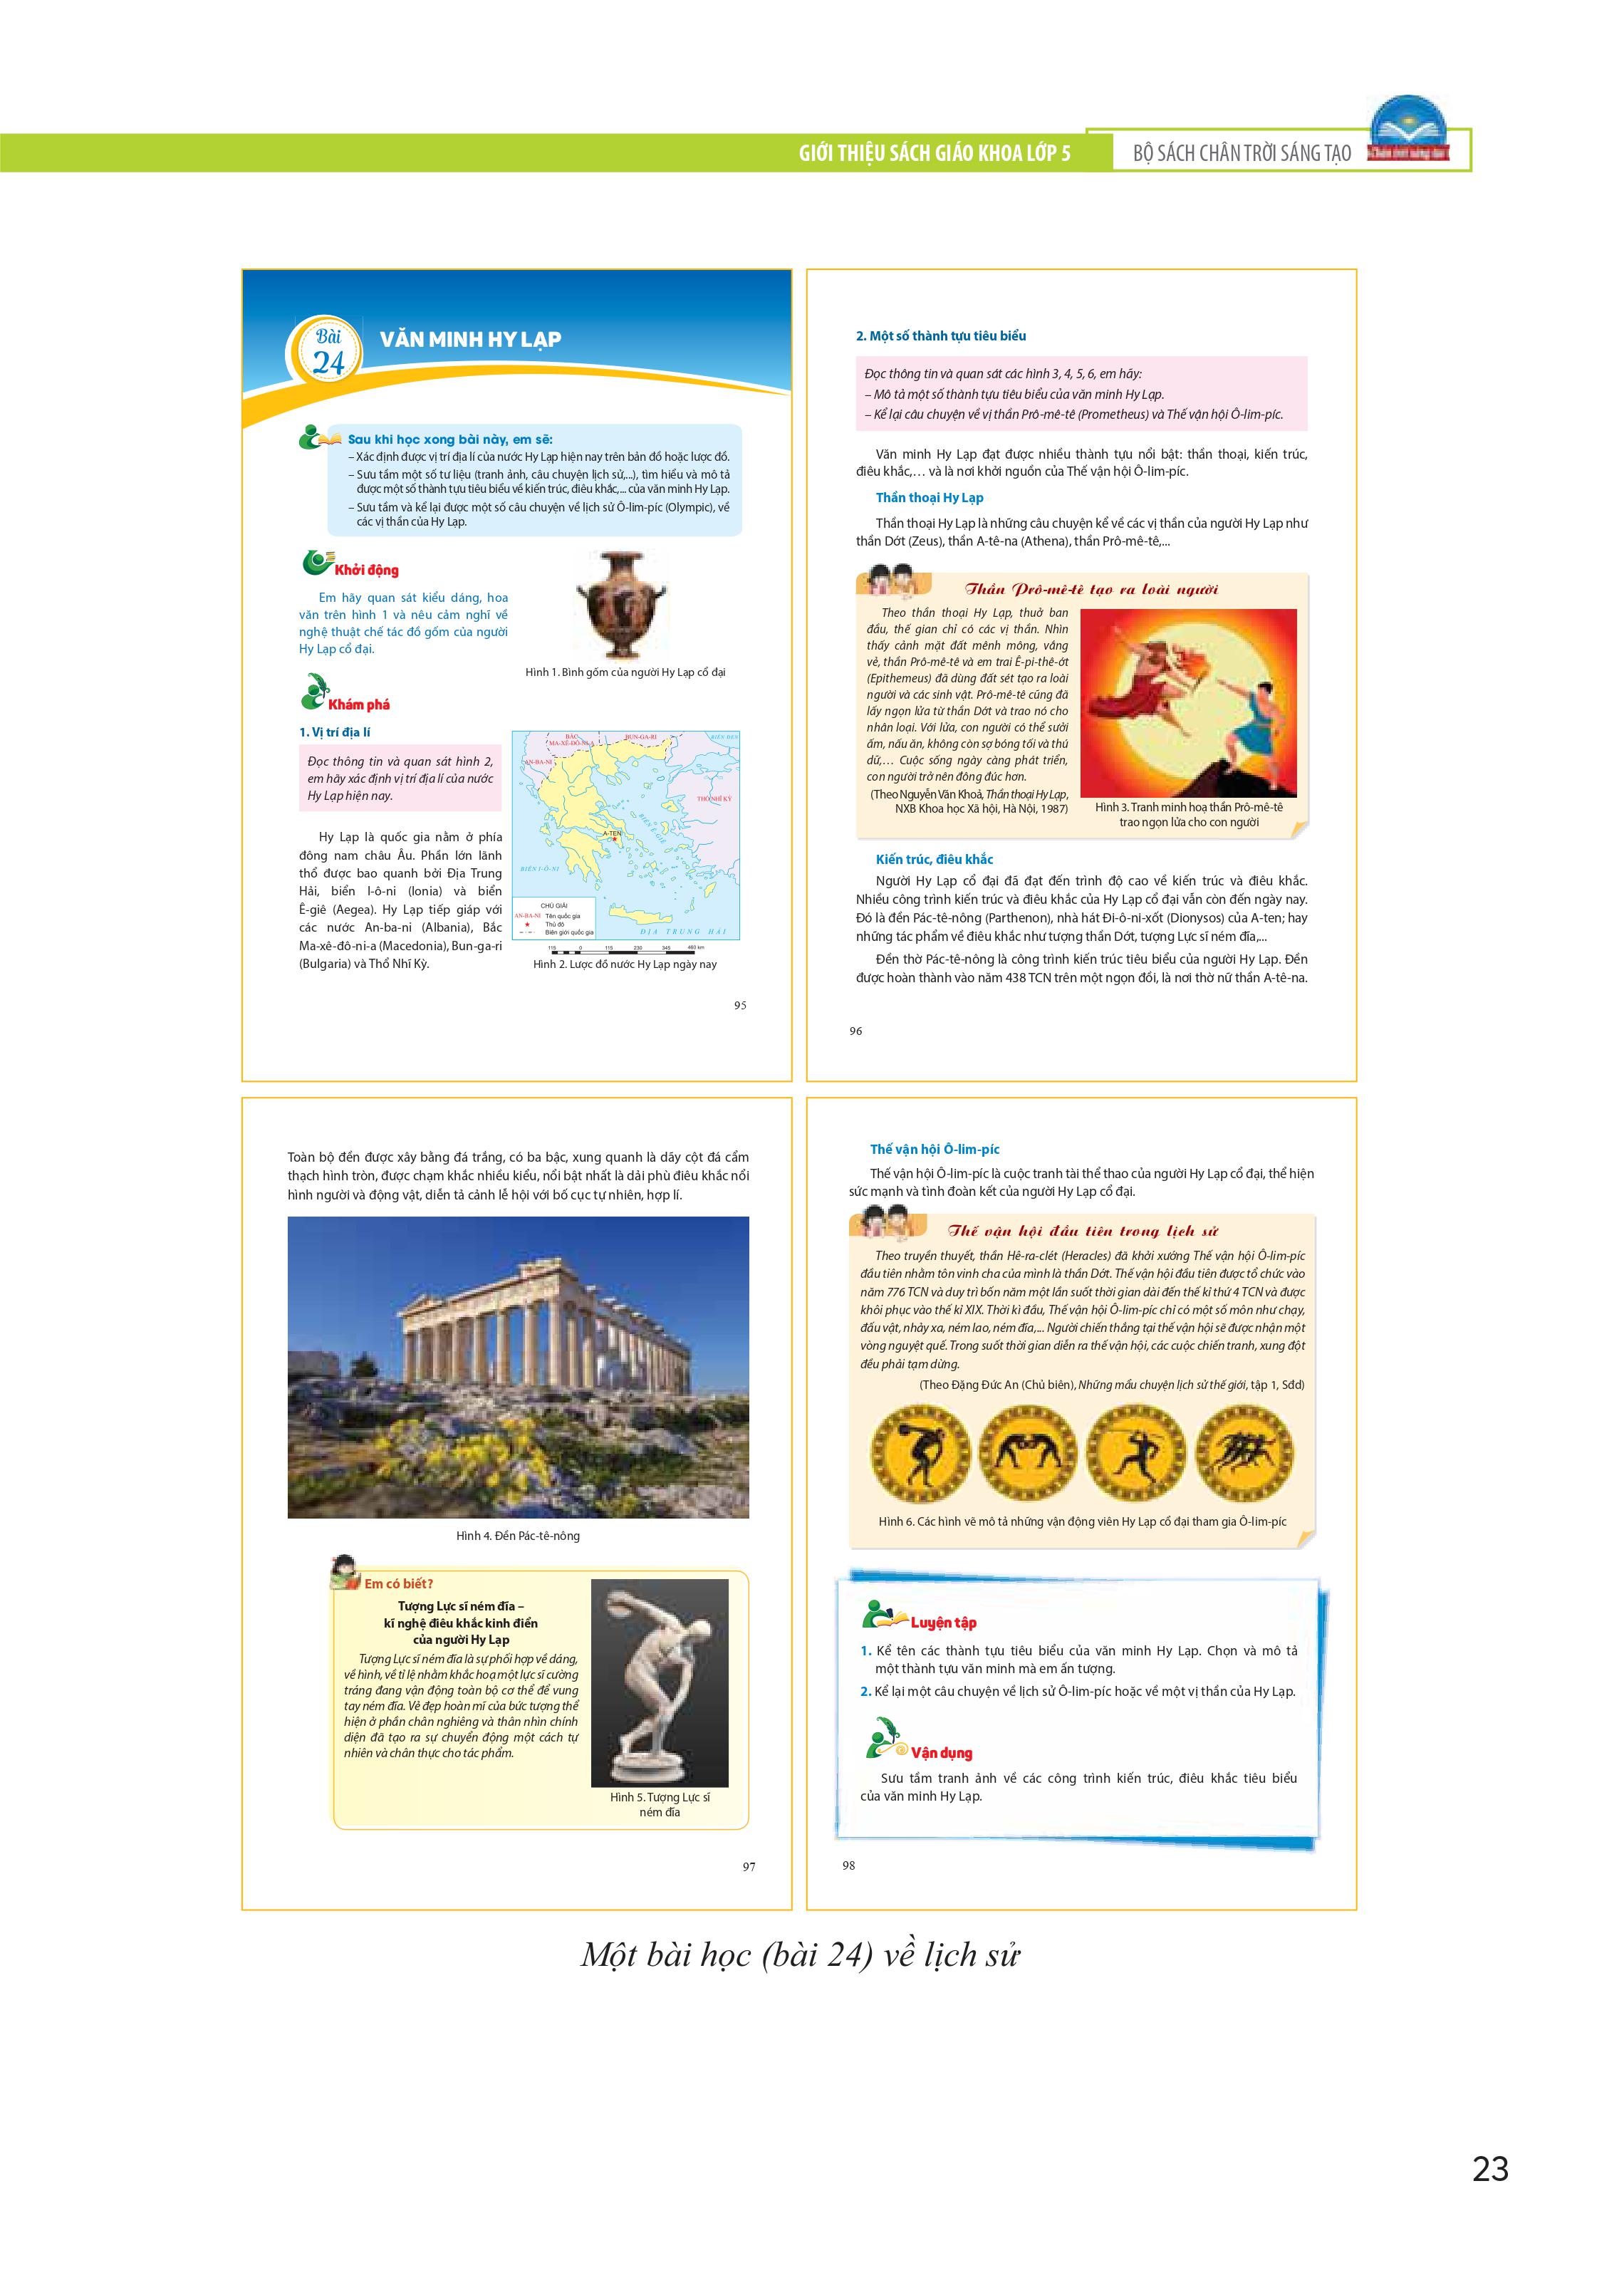 GIỚI THIỆU SÁCH GIÁO KHOA LỚP 5
BỘ SÁCH CHÂN TRỜI SÁNG TẠO
Bài
24
VĂN MINH HY LẠP
Sau khi học xong bài này, em sẽ:
– Xác định được vị trí địa lí của nước Hy Lạp hiện nay trên bản đồ hoặc lược đồ.
– Sưu tầm một số tư liệu (tranh ảnh, câu chuyện lịch sử,...), tìm hiểu và mô tả
được một số thành tựu tiêu biểu về kiến trúc, điêu khắc,... của văn minh Hy Lạp.
– Sưu tầm và kể lại được một số câu chuyện về lịch sử Ô-lim-píc (Olympic), về
các vị thần của Hy Lạp.
Khởi động
Em hãy quan sát kiểu dáng, hoa
văn trên hình 1 và nêu cảm nghĩ về
nghệ thuật chế tác đồ gốm của người
Hy Lạp cổ đại.
Hình 1. Bình gốm của người Hy Lạp cổ đại
Khám phá
1. Vị trí địa lí
Đọc thông tin và quan sát hình 2,
em hãy xác định vị trí địa lí của nước
Hy Lạp hiện nay.
Hy Lạp là quốc gia nằm ở phía
đông nam châu Âu. Phần lớn lãnh
thổ được bao quanh bởi Địa Trung
Hải, biển I-ô-ni (Ionia) và biển
Ê-giê (Aegea). Hy Lạp tiếp giáp với
các nước An-ba-ni (Albania), Bắc
Ma-xê-đô-ni-a (Macedonia), Bun-ga-ri
(Bulgaria) và Thổ Nhĩ Kỳ.
BẮC
MA-XÊ-ĐÔ-NI-A
BUN-GA-RI
BIỂN ĐEN
AN-BA-NI
THỔ NHĨ KỲ
A-TEN
BIỂN Ê-GIÊ
BIỂN I-Ô-NI
CHÚ GIẢI
AN-BA-NI Tên quốc gia
Thủ đô
Biên giới quốc gia
ĐỊA TRUNG HẢI
115 0 115 230 345 460 km
Hình 2. Lược đồ nước Hy Lạp ngày nay
95
2. Một số thành tựu tiêu biểu
Đọc thông tin và quan sát các hình 3, 4, 5, 6, em hãy:
– Mô tả một số thành tựu tiêu biểu của văn minh Hy Lạp.
– Kể lại câu chuyện về vị thần Prô-mê-tê (Prometheus) và Thế vận hội Ô-lim-píc.
Văn minh Hy Lạp đạt được nhiều thành tựu nổi bật: thần thoại, kiến trúc,
điêu khắc,… và là nơi khởi nguồn của Thế vận hội Ô-lim-píc.
Thần thoại Hy Lạp
Thần thoại Hy Lạp là những câu chuyện kể về các vị thần của người Hy Lạp như
thần Dớt (Zeus), thần A-tê-na (Athena), thần Prô-mê-tê,...
Thần Prô-mê-tê tạo ra loài người
Theo thần thoại Hy Lạp, thuở ban
đầu, thế gian chỉ có các vị thần. Nhìn
thấy cảnh mặt đất mênh mông, vắng
vẻ, thần Prô-mê-tê và em trai Ê-pi-thê-ớt
(Epithemeus) đã dùng đất sét tạo ra loài
người và các sinh vật. Prô-mê-tê cũng đã
lấy ngọn lửa từ thần Dớt và trao nó cho
nhân loại. Với lửa, con người có thể sưởi
ấm, nấu ăn, không còn sợ bóng tối và thú
dữ,… Cuộc sống ngày càng phát triển,
con người trở nên đông đúc hơn.
(Theo Nguyễn Văn Khoả, Thần thoại Hy Lạp,
NXB Khoa học Xã hội, Hà Nội, 1987)
Hình 3. Tranh minh hoạ thần Prô-mê-tê
trao ngọn lửa cho con người
Kiến trúc, điêu khắc
Người Hy Lạp cổ đại đã đạt đến trình độ cao về kiến trúc và điêu khắc.
Nhiều công trình kiến trúc và điêu khắc của Hy Lạp cổ đại vẫn còn đến ngày nay.
Đó là đền Pác-tê-nông (Parthenon), nhà hát Đi-ô-ni-xốt (Dionysos) của A-ten; hay
những tác phẩm về điêu khắc như tượng thần Dớt, tượng Lực sĩ ném đĩa,...
Đền thờ Pác-tê-nông là công trình kiến trúc tiêu biểu của người Hy Lạp. Đền
được hoàn thành vào năm 438 TCN trên một ngọn đồi, là nơi thờ nữ thần A-tê-na.
96
Toàn bộ đền được xây bằng đá trắng, có ba bậc, xung quanh là dãy cột đá cẩm
thạch hình tròn, được chạm khắc nhiều kiểu, nổi bật nhất là dải phù điêu khắc nổi
hình người và động vật, diễn tả cảnh lễ hội với bố cục tự nhiên, hợp lí.
Hình 4. Đền Pác-tê-nông
Em có biết?
Tượng Lực sĩ ném đĩa –
kĩ nghệ điêu khắc kinh điển
của người Hy Lạp
Tượng Lực sĩ ném đĩa là sự phối hợp về dáng,
về hình, về tỉ lệ nhằm khắc hoạ một lực sĩ cường
tráng đang vận động toàn bộ cơ thể để vung
tay ném đĩa. Vẻ đẹp hoàn mĩ của bức tượng thể
hiện ở phần chân nghiêng và thân nhìn chính
diện đã tạo ra sự chuyển động một cách tự
nhiên và chân thực cho tác phẩm.
Hình 5. Tượng Lực sĩ
ném đĩa
97
Thế vận hội Ô-lim-píc
Thế vận hội Ô-lim-píc là cuộc tranh tài thể thao của người Hy Lạp cổ đại, thể hiện
sức mạnh và tình đoàn kết của người Hy Lạp cổ đại.
Thế vận hội đầu tiên trong lịch sử
Theo truyền thuyết, thần Hê-ra-clét (Heracles) đã khởi xướng Thế vận hội Ô-lim-píc
đầu tiên nhằm tôn vinh cha của mình là thần Dớt. Thế vận hội đầu tiên được tổ chức vào
năm 776 TCN và duy trì bốn năm một lần suốt thời gian dài đến thế kỉ thứ 4 TCN và được
khôi phục vào thế kỉ XIX. Thời kì đầu, Thế vận hội Ô-lim-píc chỉ có một số môn như chạy,
đấu vật, nhảy xa, ném lao, ném đĩa,... Người chiến thắng tại thế vận hội sẽ được nhận một
vòng nguyệt quế. Trong suốt thời gian diễn ra thế vận hội, các cuộc chiến tranh, xung đột
đều phải tạm dừng.
(Theo Đặng Đức An (Chủ biên), Những mẩu chuyện lịch sử thế giới, tập 1, Sđd)
Hình 6. Các hình vẽ mô tả những vận động viên Hy Lạp cổ đại tham gia Ô-lim-píc
Luyện tập
1. Kể tên các thành tựu tiêu biểu của văn minh Hy Lạp. Chọn và mô tả
một thành tựu văn minh mà em ấn tượng.
2. Kể lại một câu chuyện về lịch sử Ô-lim-píc hoặc về một vị thần của Hy Lạp.
Vận dụng
Sưu tầm tranh ảnh về các công trình kiến trúc, điêu khắc tiêu biểu
của văn minh Hy Lạp.
98
Một bài học (bài 24) về lịch sử
23